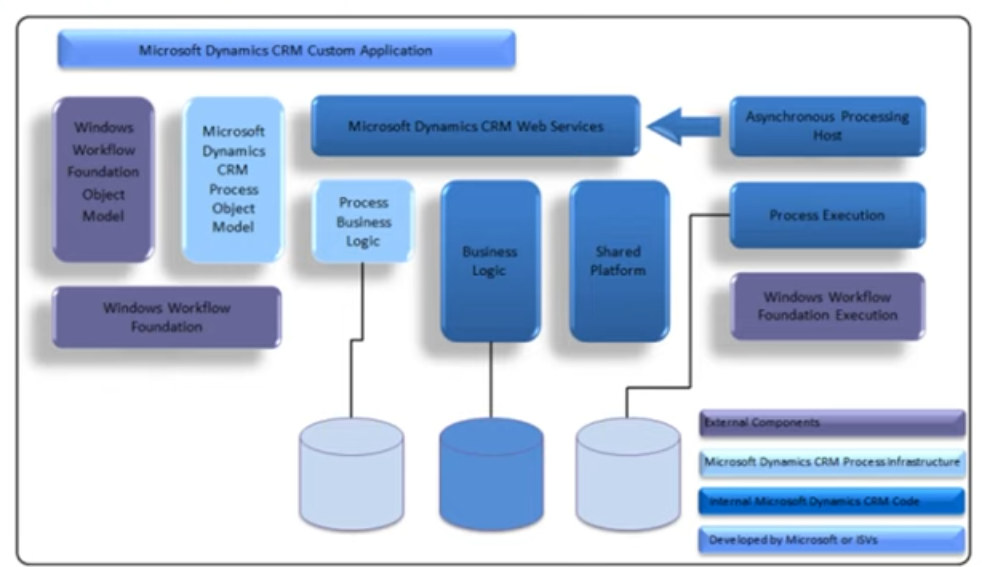 Microsoft Dynamics CRM Custom Application
Windows
Workflow
Foundation
Object
Model
Microsoft
Dynamics
CRM
Process
Object
Model
Microsoft Dynamics CRM Web Services
Asynchronous Processing
Host
Process
Business
Logic
Business
Logic
Shared
Platform
Process Execution
Windows Workflow
Foundation
Windows Workflow
Foundation Execution
External Components
Microsoft Dynamics CRM Process Infrastructure
Internal Microsoft Dynamics CRM Code
Developed by Microsoft or ISVs